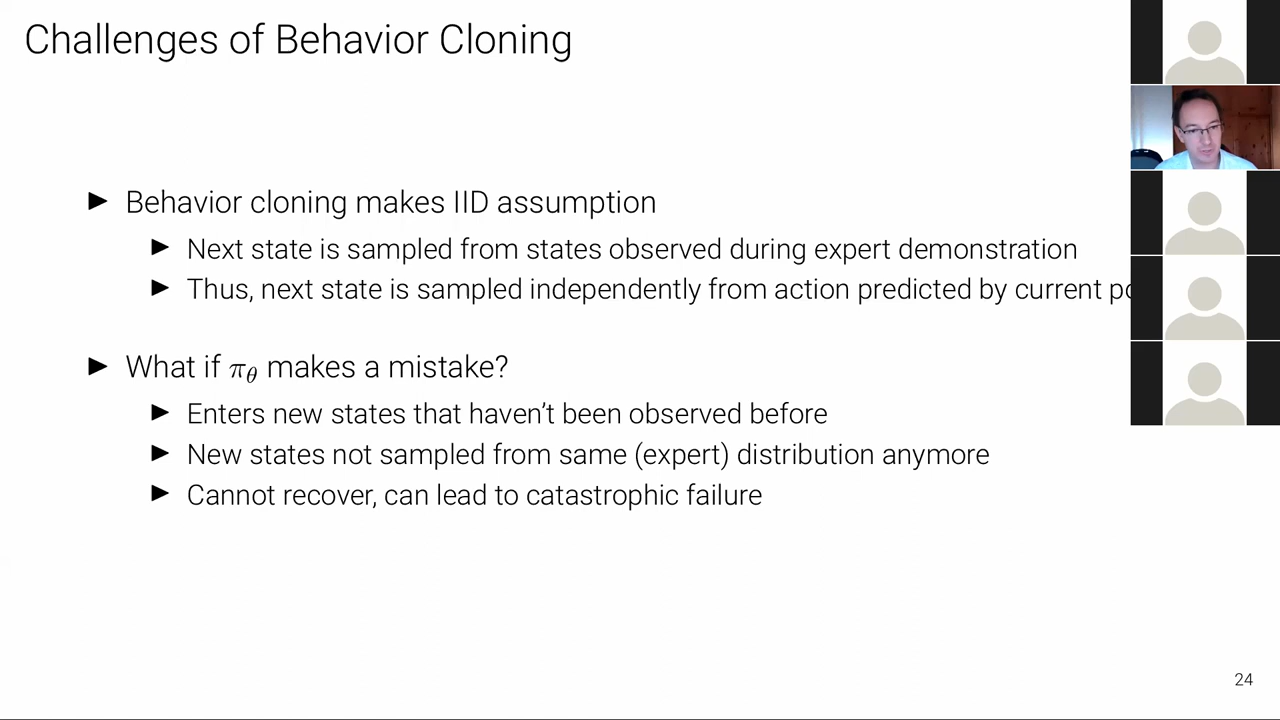 Challenges of Behavior Cloning
► Behavior cloning makes IID assumption
► Next state is sampled from states observed during expert demonstration
► Thus, next state is sampled independently from action predicted by current
► What if πθ makes a mistake?
► Enters new states that haven't been observed before
► New states not sampled from same (expert) distribution anymore
► Cannot recover, can lead to catastrophic failure
24